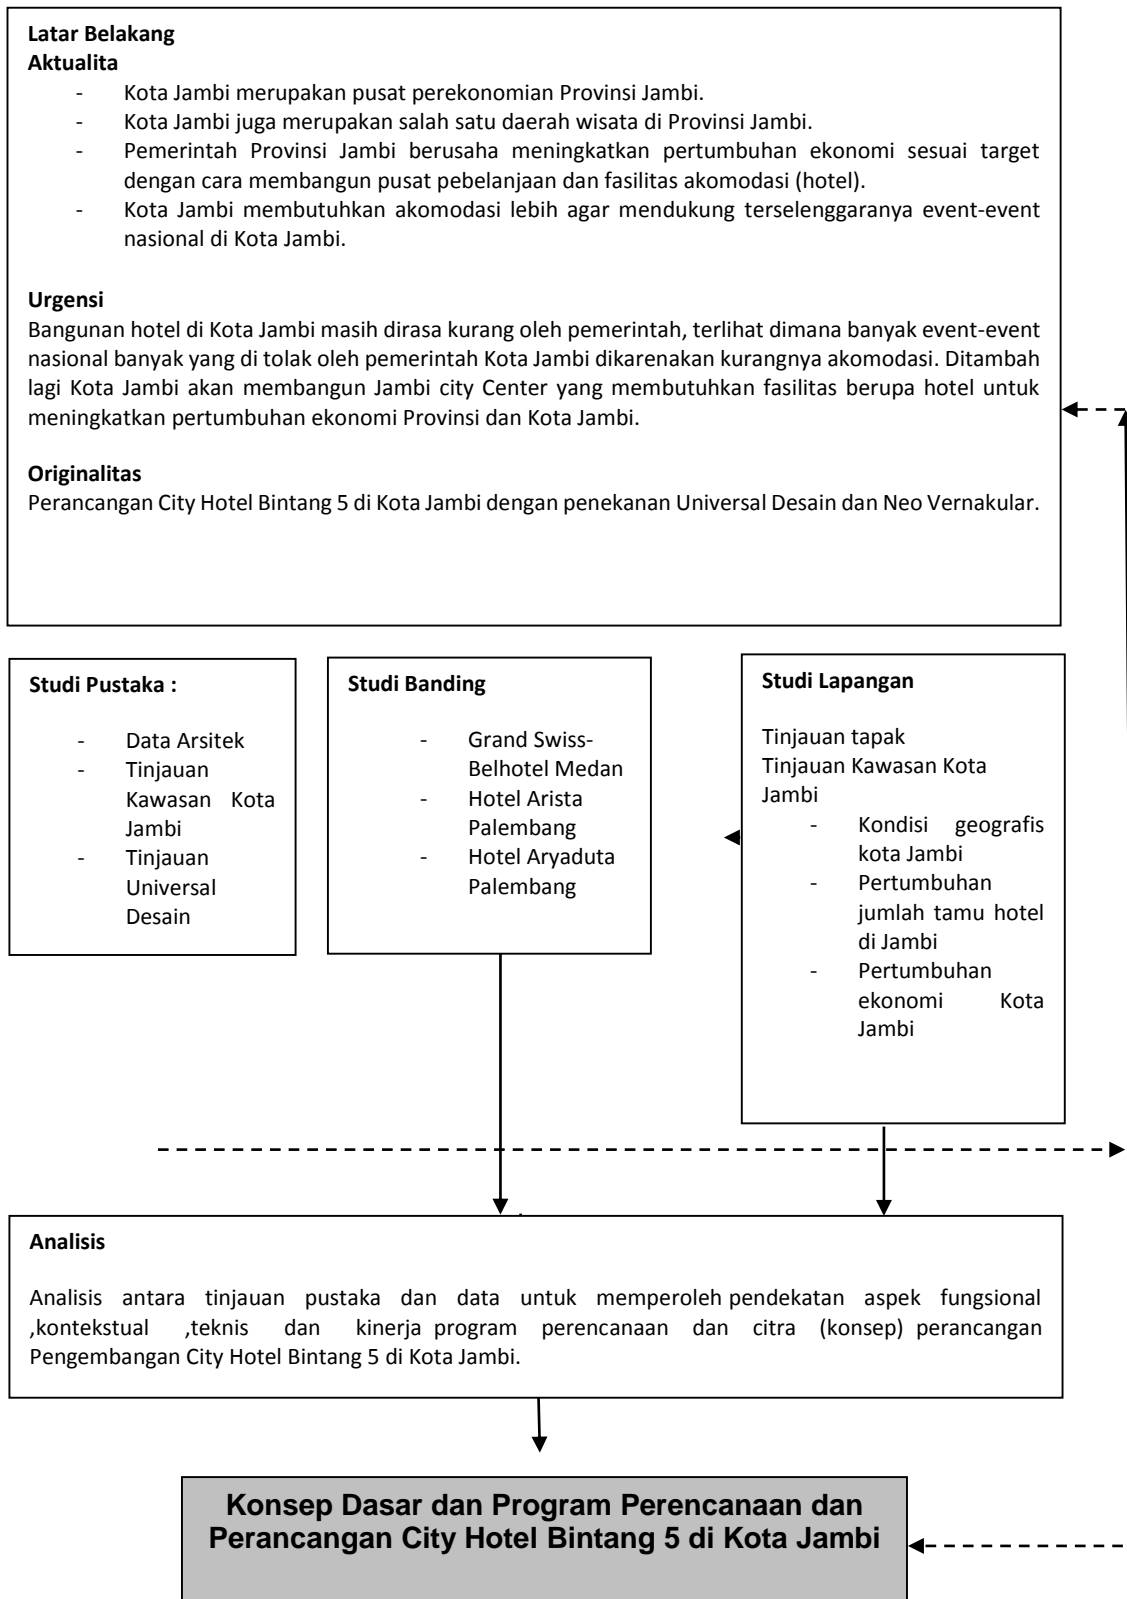 Latar Belakang
Aktualita
- Kota Jambi merupakan pusat perekonomian Provinsi Jambi.
- Kota Jambi juga merupakan salah satu daerah wisata di Provinsi Jambi.
- Pemerintah Provinsi Jambi berusaha meningkatkan pertumbuhan ekonomi sesuai target
dengan cara membangun pusat pebelanjaan dan fasilitas akomodasi (hotel).
- Kota Jambi membutuhkan akomodasi lebih agar mendukung terselenggaranya event-event
nasional di Kota Jambi.
Urgensi
Bangunan hotel di Kota Jambi masih dirasa kurang oleh pemerintah, terlihat dimana banyak event-event
nasional banyak yang di tolak oleh pemerintah Kota Jambi dikarenakan kurangnya akomodasi. Ditambah
lagi Kota Jambi akan membangun Jambi city Center yang membutuhkan fasilitas berupa hotel untuk
meningkatkan pertumbuhan ekonomi Provinsi dan Kota Jambi.
Originalitas
Perancangan City Hotel Bintang 5 di Kota Jambi dengan penekanan Universal Desain dan Neo Vernakular.
Studi Pustaka :
- Data Arsitek
- Tinjauan
Kawasan Kota
Jambi
- Tinjauan
Universal
Desain
Studi Banding
- Grand Swiss-
Belhotel Medan
- Hotel Arista
Palembang
- Hotel Aryaduta
Palembang
Studi Lapangan
Tinjauan tapak
Tinjauan Kawasan Kota
Jambi
- Kondisi geografis
kota Jambi
- Pertumbuhan
jumlah tamu hotel
di Jambi
- Pertumbuhan
ekonomi Kota
Jambi
Analisis
Analisis antara tinjauan pustaka dan data untuk memperoleh pendekatan aspek fungsional
,kontekstual ,teknis dan kinerja program perencanaan dan citra (konsep) perancangan
Pengembangan City Hotel Bintang 5 di Kota Jambi.
Konsep Dasar dan Program Perencanaan dan
Perancangan City Hotel Bintang 5 di Kota Jambi